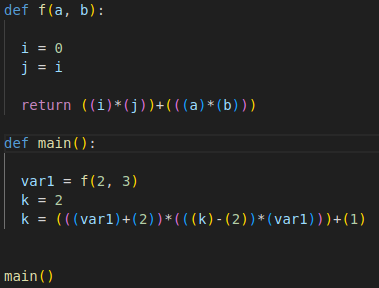 def f(a, b):
i = 0
j = i
return ((i)*(j))+(((a)*(b)))
def main():
var1 = f(2, 3)
k = 2
k = (((var1)+(2))*(((k)-(2))*(var1)))+(1)
main()